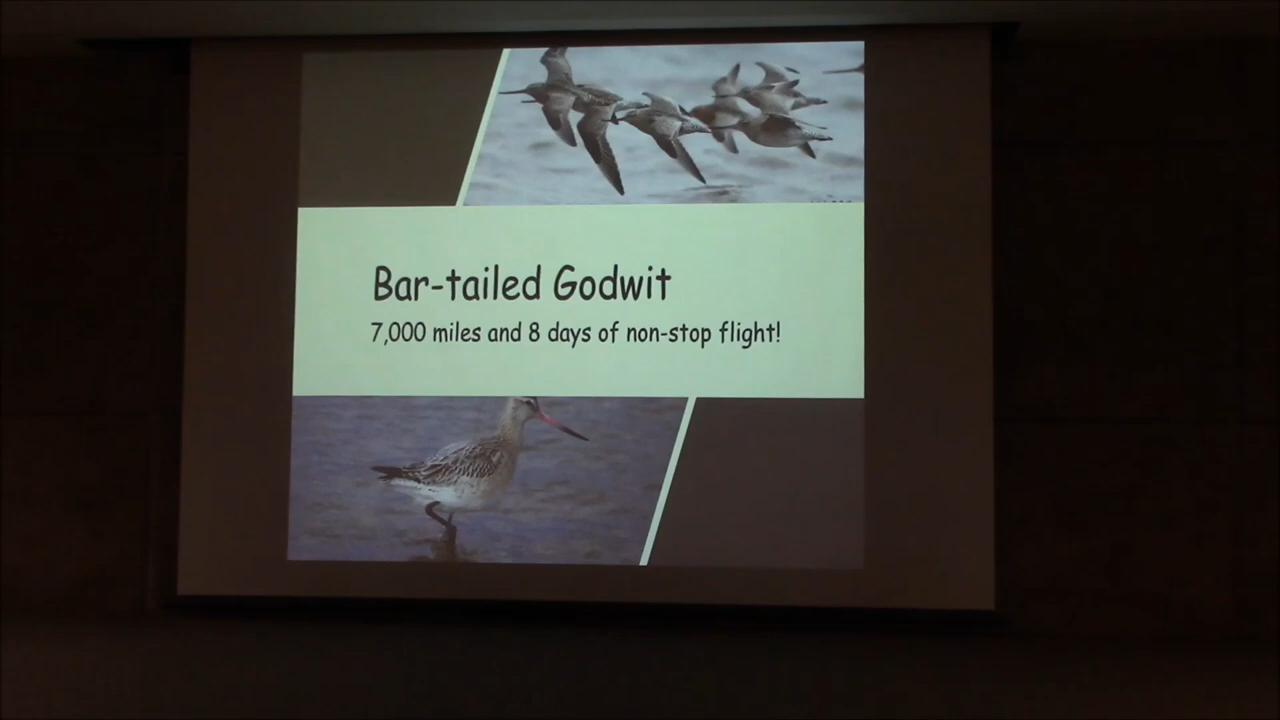 Bar-tailed Godwit
7,000 miles and 8 days of non-stop flight!